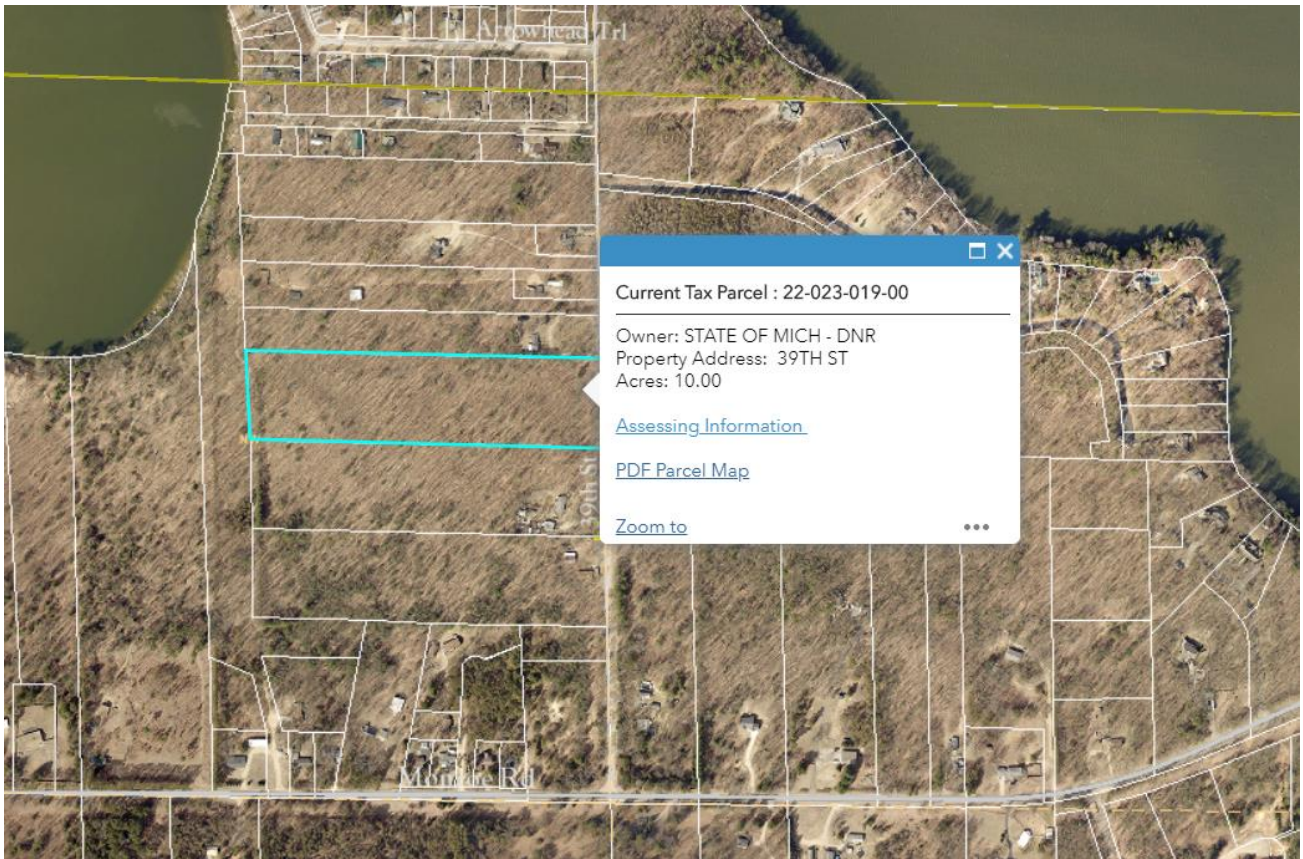 Arrowhead Trl
Current Tax Parcel : 22-023-019-00
Owner: STATE OF MICH - DNR
Property Address:  39TH ST
Acres: 10.00
Assessing Information
PDF Parcel Map
Zoom to
39th St
Monroe Rd